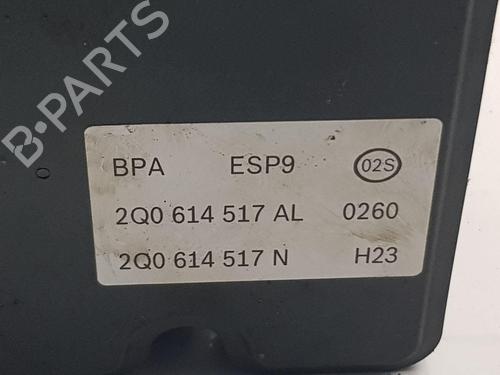 B-PARTS
BPA ESP9 02S
2Q0 614 517 AL 0260
2Q0 614 517 N H23